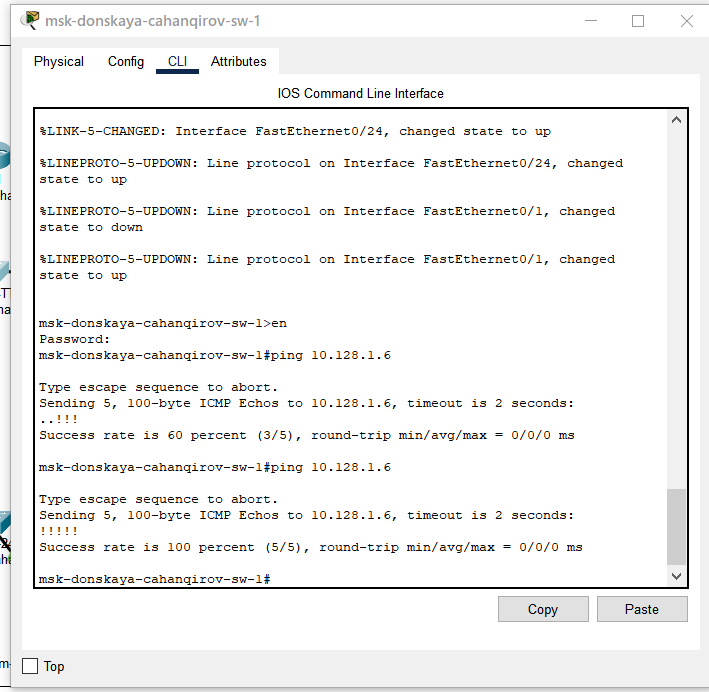 msk-donskaya-cahanqirov-sw-1
Physical Config CLI Attributes
IOS Command Line Interface
%LINK-5-CHANGED: Interface FastEthernet0/24, changed state to up
%LINEPROTO-5-UPDOWN: Line protocol on Interface FastEthernet0/24, changed
state to up
%LINEPROTO-5-UPDOWN: Line protocol on Interface FastEthernet0/1, changed
state to down
%LINEPROTO-5-UPDOWN: Line protocol on Interface FastEthernet0/1, changed
state to up
msk-donskaya-cahanqirov-sw-1>en
Password:
msk-donskaya-cahanqirov-sw-1#ping 10.128.1.6
Type escape sequence to abort.
Sending 5, 100-byte ICMP Echos to 10.128.1.6, timeout is 2 seconds:
..!!!
Success rate is 60 percent (3/5), round-trip min/avg/max = 0/0/0 ms
msk-donskaya-cahanqirov-sw-1#ping 10.128.1.6
Type escape sequence to abort.
Sending 5, 100-byte ICMP Echos to 10.128.1.6, timeout is 2 seconds:
!!!!!
Success rate is 100 percent (5/5), round-trip min/avg/max = 0/0/0 ms
msk-donskaya-cahanqirov-sw-1#
Copy Paste
Top